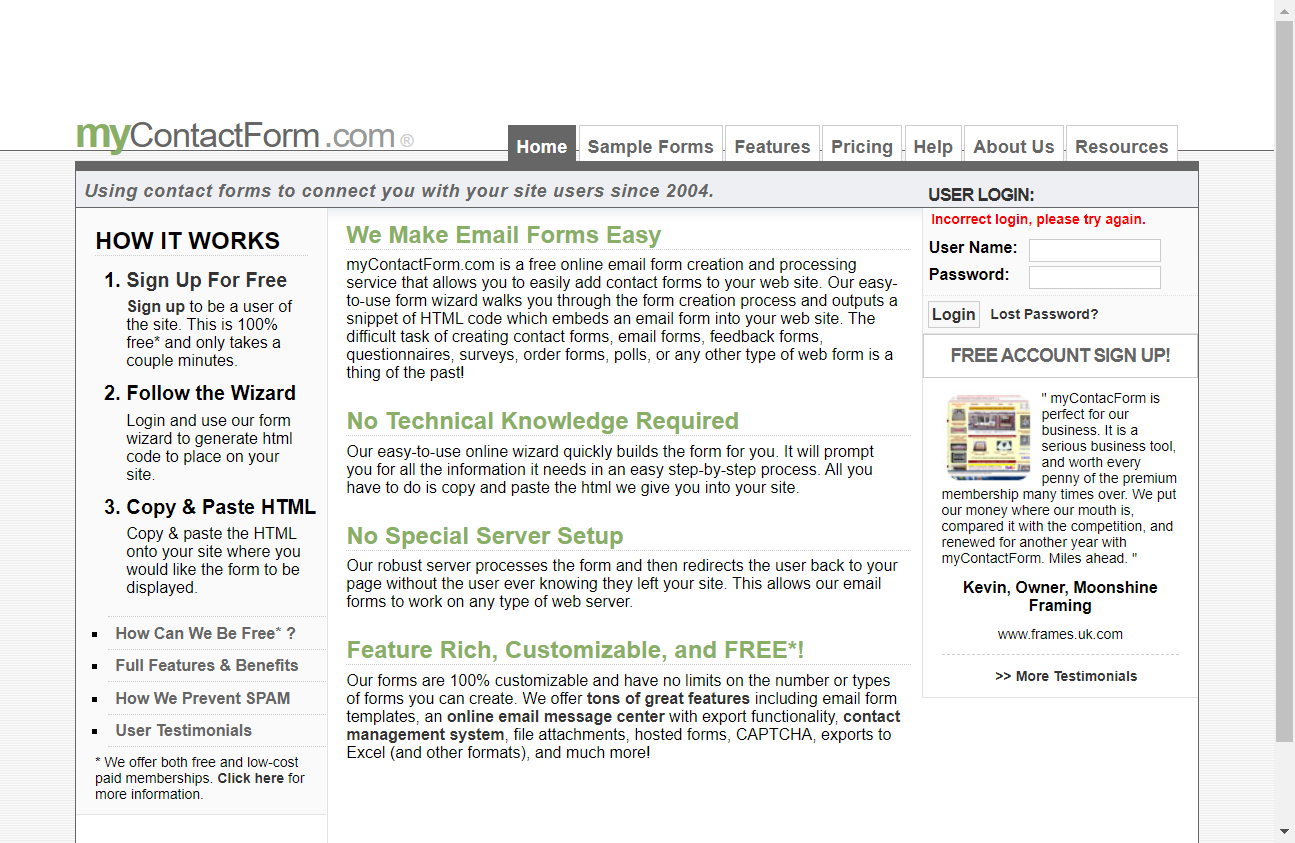 myContactForm.com ®
Home
Sample Forms
Features
Pricing
Help
About Us
Resources
Using contact forms to connect you with your site users since 2004.
HOW IT WORKS
1. Sign Up For Free
Sign up to be a user of
the site. This is 100%
free* and only takes a
couple minutes.
2. Follow the Wizard
Login and use our form
wizard to generate html
code to place on your
site.
3. Copy & Paste HTML
Copy & paste the HTML
onto your site where you
would like the form to be
displayed.
How Can We Be Free* ?
Full Features & Benefits
How We Prevent SPAM
User Testimonials
* We offer both free and low-cost
paid memberships. Click here for
more information.
We Make Email Forms Easy
myContactForm.com is a free online email form creation and processing
service that allows you to easily add contact forms to your web site. Our easy-
to-use form wizard walks you through the form creation process and outputs a
snippet of HTML code which embeds an email form into your web site. The
difficult task of creating contact forms, email forms, feedback forms,
questionnaires, surveys, order forms, polls, or any other type of web form is a
thing of the past!
No Technical Knowledge Required
Our easy-to-use online wizard quickly builds the form for you. It will prompt
you for all the information it needs in an easy step-by-step process. All you
have to do is copy and paste the html we give you into your site.
No Special Server Setup
Our robust server processes the form and then redirects the user back to your
page without the user ever knowing they left your site. This allows our email
forms to work on any type of web server.
Feature Rich, Customizable, and FREE*!
Our forms are 100% customizable and have no limits on the number or types
of forms you can create. We offer tons of great features including email form
templates, an online email message center with export functionality, contact
management system, file attachments, hosted forms, CAPTCHA, exports to
Excel (and other formats), and much more!
USER LOGIN:
Incorrect login, please try again.
User Name:
Password:
Login
Lost Password?
FREE ACCOUNT SIGN UP!
" myContacForm is
perfect for our
business. It is a
serious business tool,
and worth every
penny of the premium
membership many times over. We put
our money where our mouth is,
compared it with the competition, and
renewed for another year with
myContactForm. Miles ahead. "
Kevin, Owner, Moonshine
Framing
www.frames.uk.com
>> More Testimonials